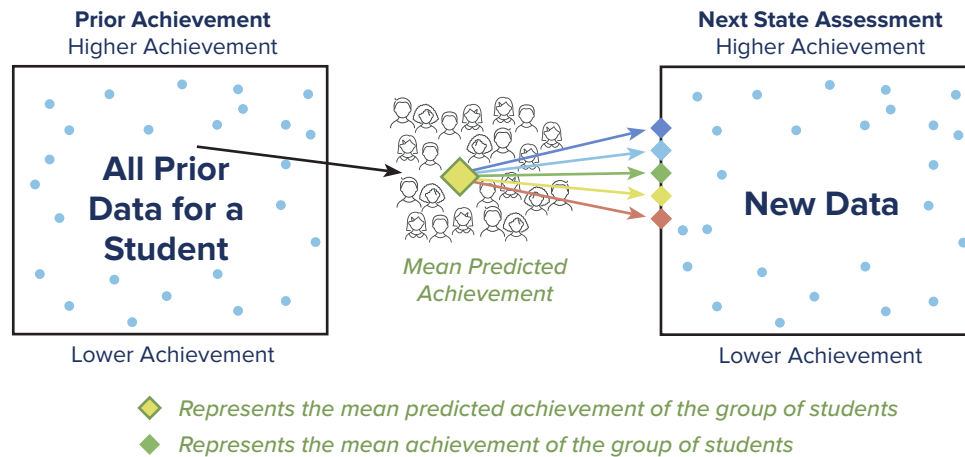 Prior Achievement
Higher Achievement
Next State Assessment
Higher Achievement
All Prior
Data for a
Student
New Data
Mean Predicted
Achievement
Lower Achievement
Lower Achievement
Represents the mean predicted achievement of the group of students
Represents the mean achievement of the group of students